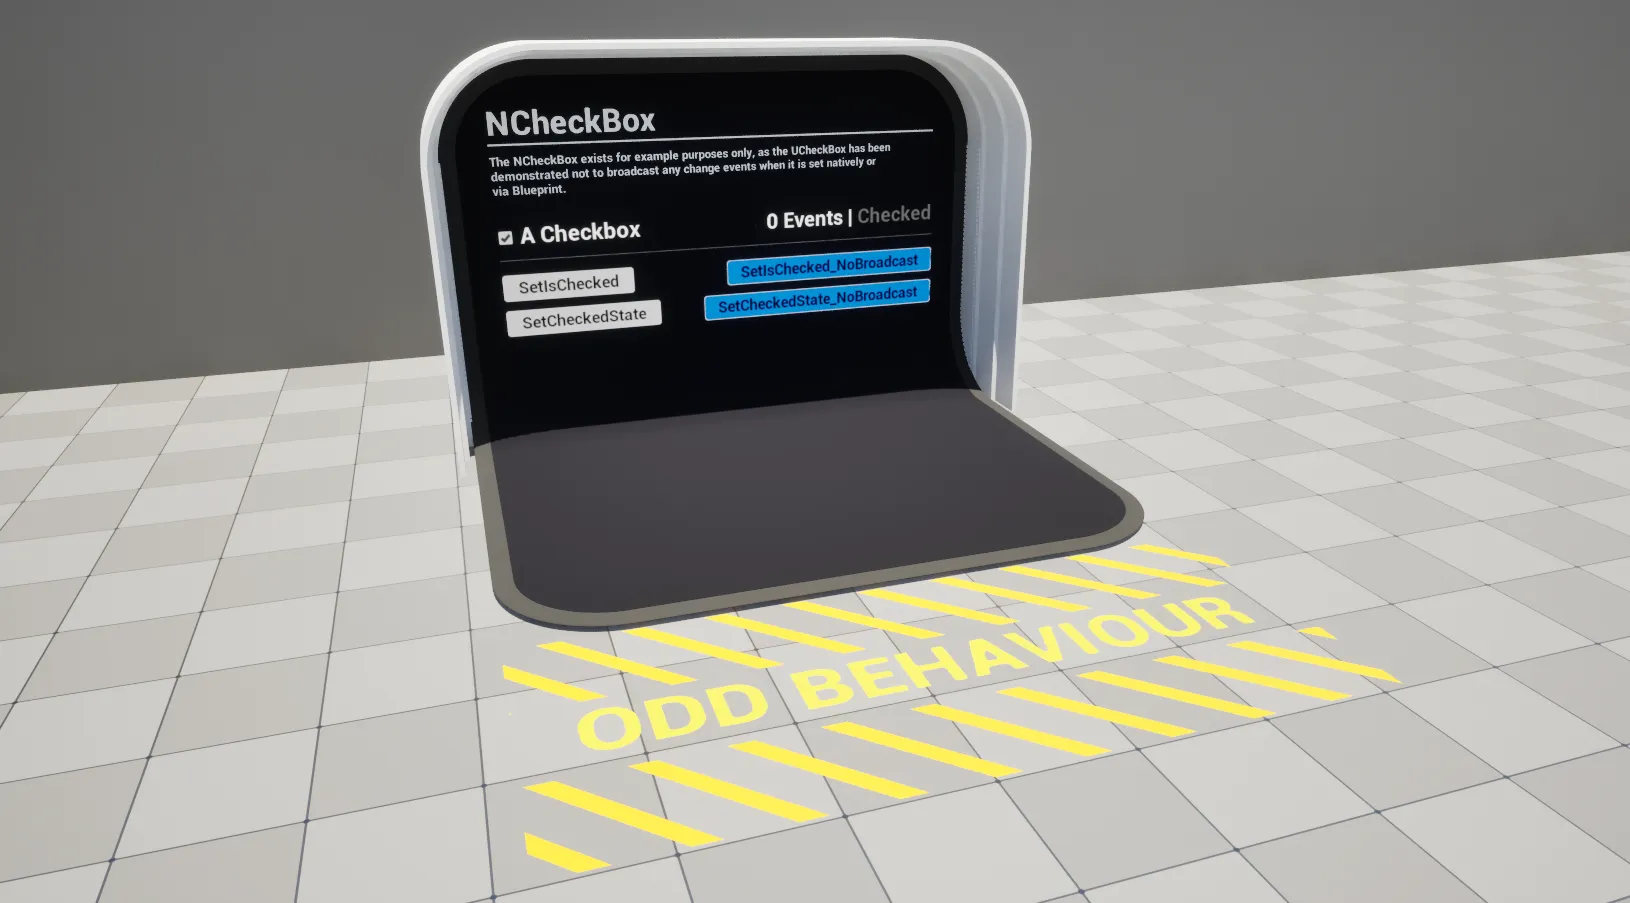 NCheckBox
The NCheckBox exists for example purposes only, as the UCheckBox has been
demonstrated not to broadcast any change events when it is set natively or
via Blueprint.
A Checkbox
0 Events | Checked
SetIsChecked
SetIsChecked_NoBroadcast
SetCheckedState
SetCheckedState_NoBroadcast
ODD BEHAVIOUR